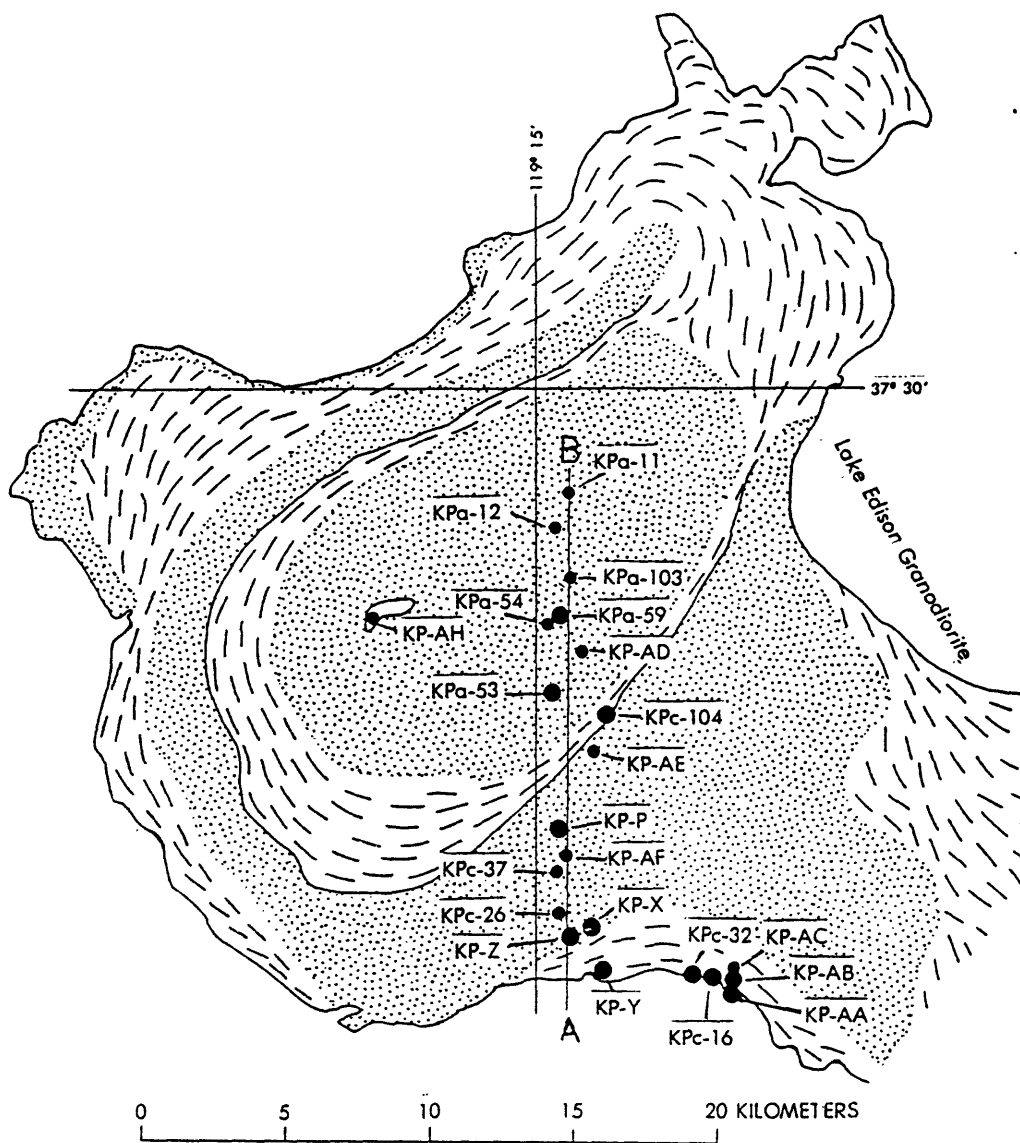 119° 15'
37° 30'
Lake Edison Granodiorite
B
KPa-11
KPa-12
KPa-103
KPa-54
KPa-59
KP-AH
KP-AD
KPa-53
KPc-104
KP-AE
KP-P
KP-AF
KPc-37
KP-X
KPc-26
KPc-32
KP-AC
KP-Z
KP-AB
KP-Y
KP-AA
KPc-16
A
0 5 10 15 20 KILOMETERS